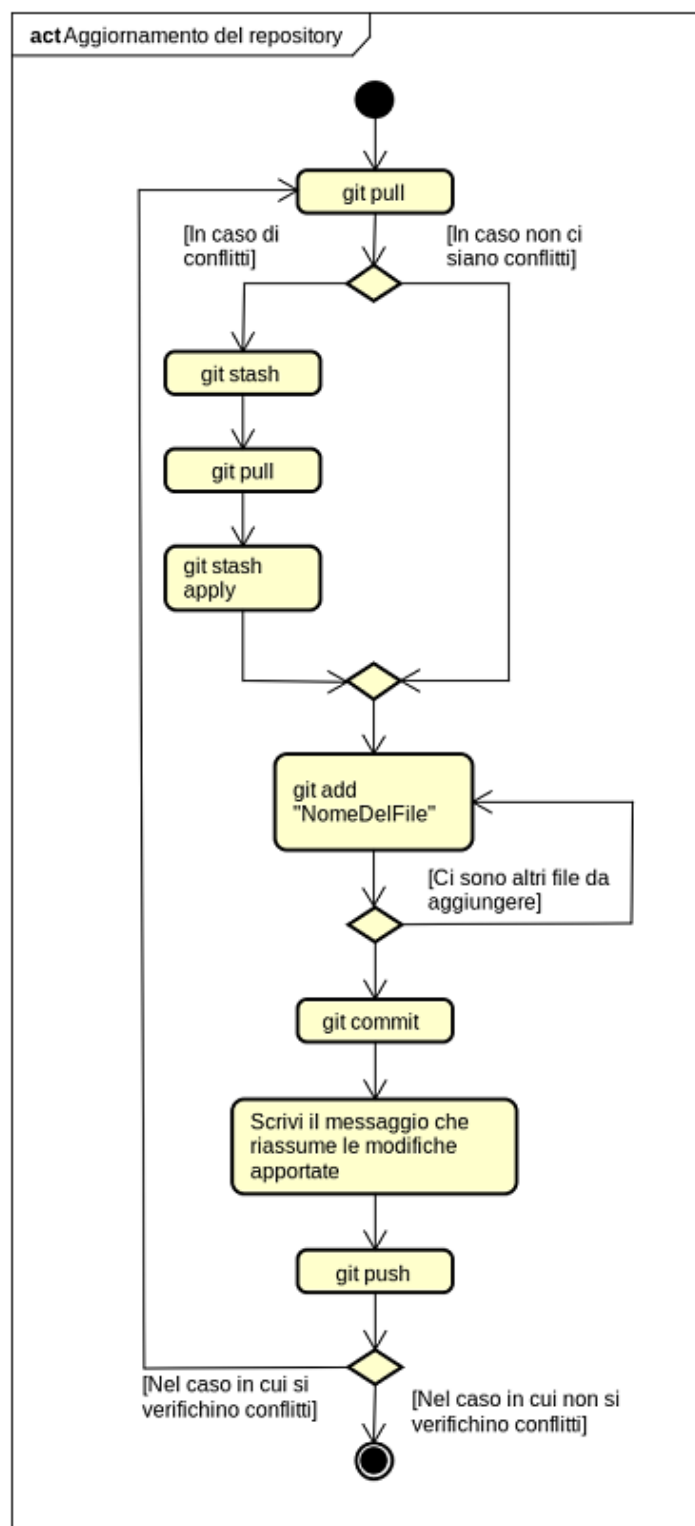 act Aggiornamento del repository
git pull
[In caso di
conflitti]
[In caso non ci
siano conflitti]
git stash
git pull
git stash
apply
git add
"NomeDelFile"
[Ci sono altri file da
aggiungere]
git commit
Scrivi il messaggio che
riassume le modifiche
apportate
git push
[Nel caso in cui si
verifichino conflitti]
[Nel caso in cui non si
verifichino conflitti]